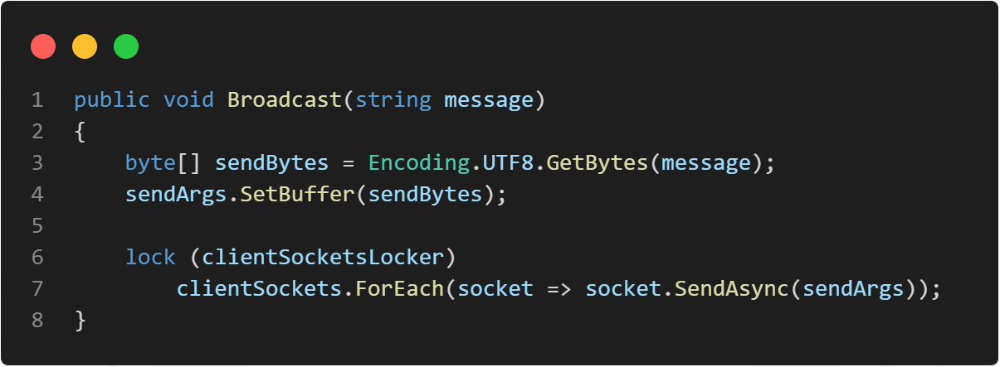 1 public void Broadcast(string message)
2 {
3     byte[] sendBytes = Encoding.UTF8.GetBytes(message);
4     sendArgs.SetBuffer(sendBytes);
5
6     lock (clientSocketsLocker)
7         clientSockets.ForEach(socket => socket.SendAsync(sendArgs));
8 }